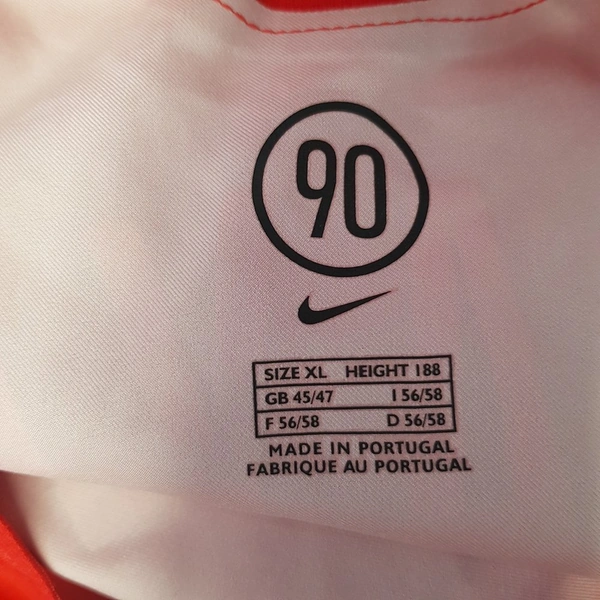 90
SIZE XL HEIGHT 188
GB 45/47 I 56/58
F 56/58 D 56/58
MADE IN PORTUGAL
FABRIQUE AU PORTUGAL